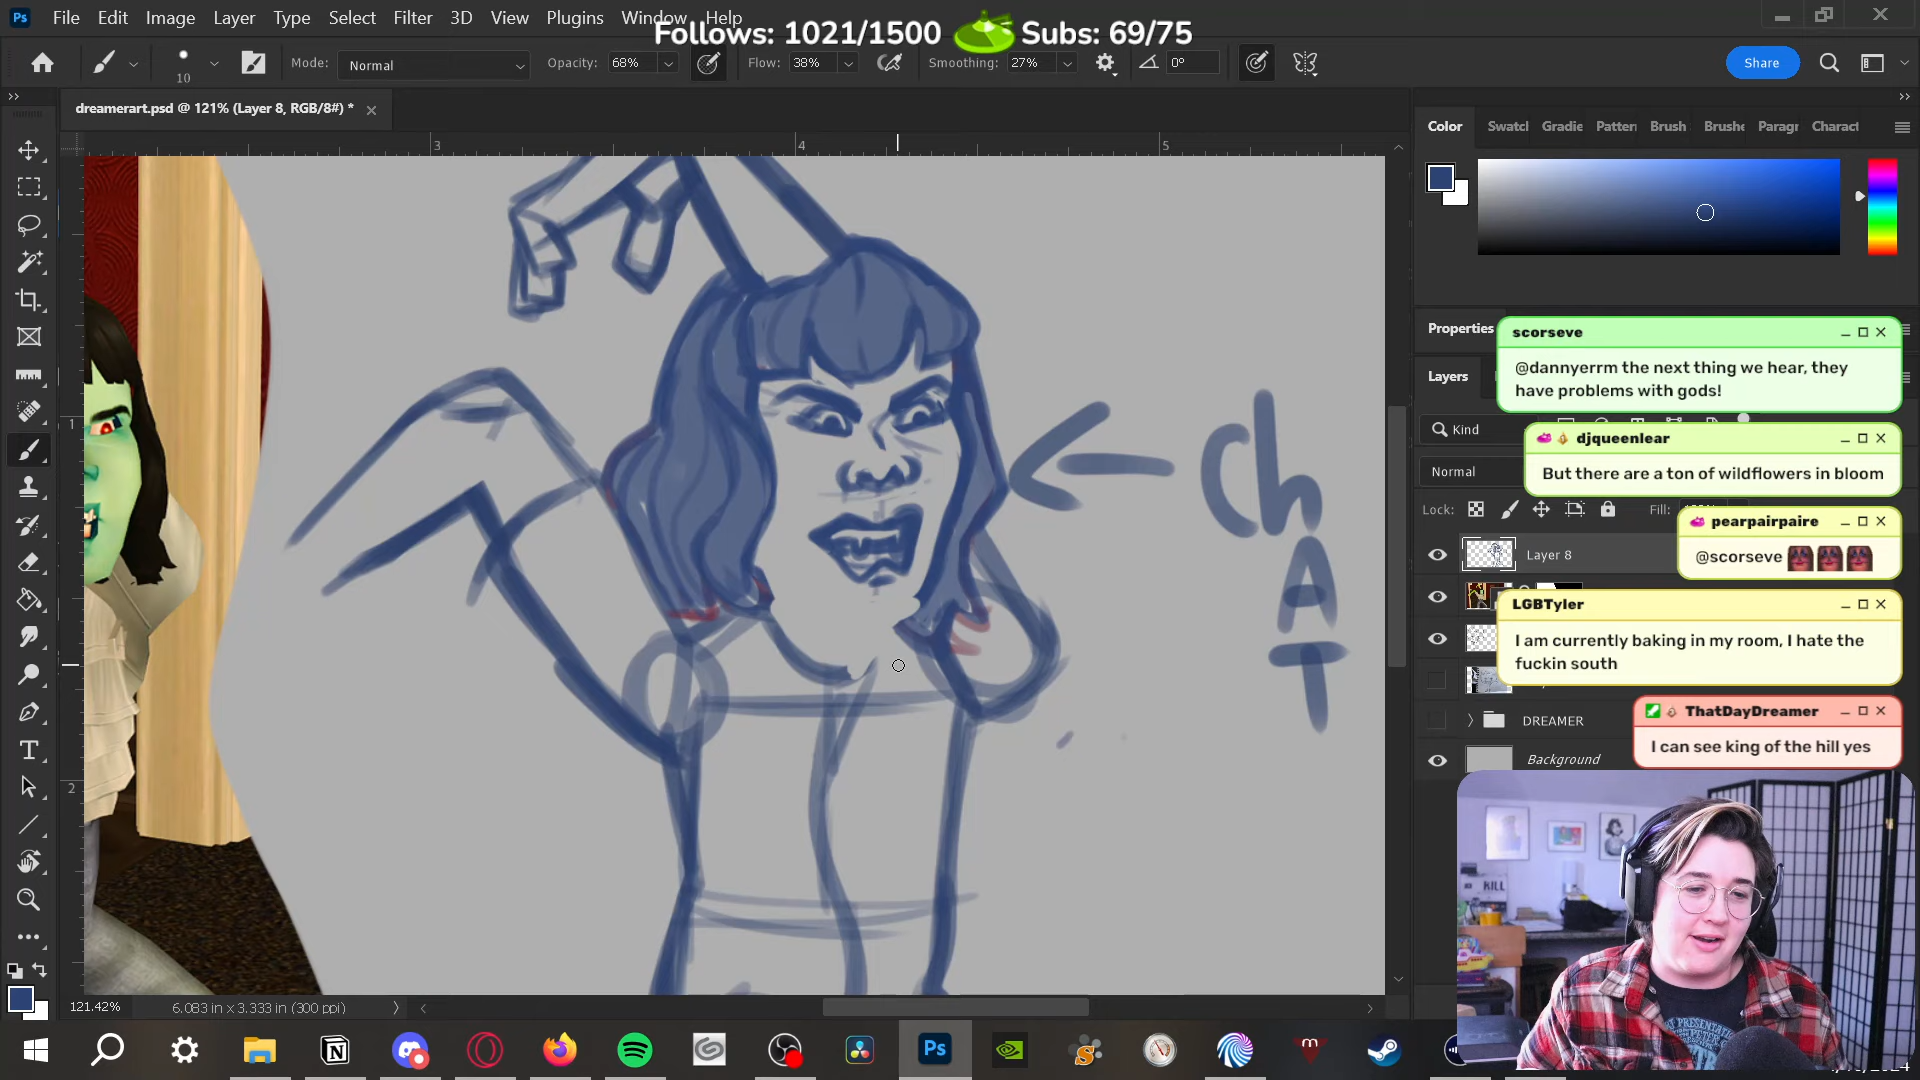 File Edit Image Layer Type Select Filter 3D View Plugins Window Help
Follows: 1021/1500 Subs: 69/75
10 Mode: Normal Opacity: 68% Flow: 38% Smoothing: 27% 0° Share
dreamerart.psd @ 121% (Layer 8, RGB/8#) *
3 4 5
Color Swatcl Gradie Patter Brush Brushe Paragr Charact
Properties
scorseve
@dannyerrm the next thing we hear, they
have problems with gods!
Layers
Kind
djqueenlear
But there are a ton of wildflowers in bloom
Normal
Lock: Fill:
pearpairpaire
@scorseve
Layer 8
LGBTyler
I am currently baking in my room, I hate the
fuckin south
ThatDayDreamer
I can see king of the hill yes
DREAMER
Background
ChAT
1
2
KILL
121.42% 6.083 in x 3.333 in (300 ppi)